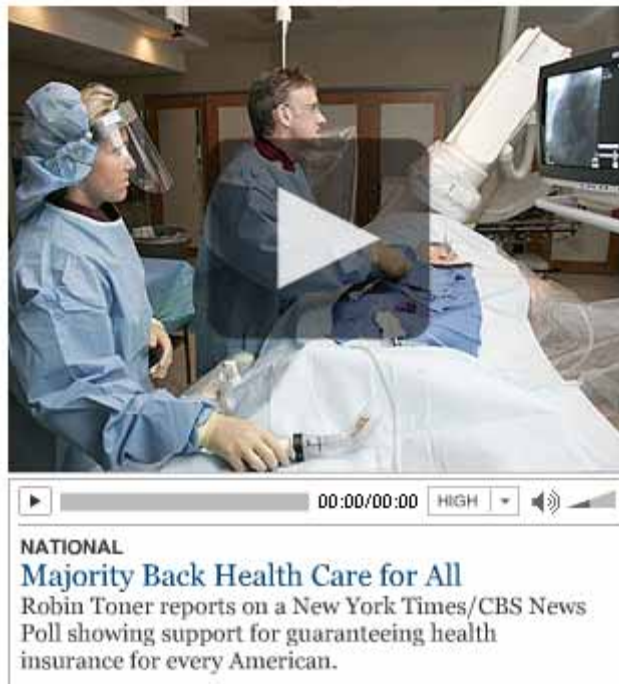 00:00/00:00 HIGH
NATIONAL
Majority Back Health Care for All
Robin Toner reports on a New York Times/CBS News
Poll showing support for guaranteeing health
insurance for every American.